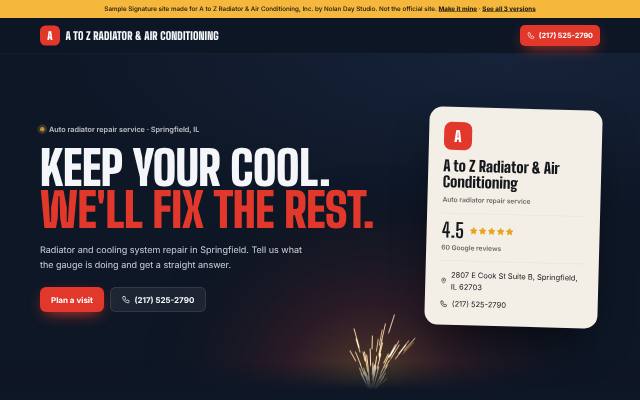 Sample Signature site made for A to Z Radiator & Air Conditioning, Inc. by Nolan Day Studio. Not the official site. Make it mine · See all 3 versions
A A TO Z RADIATOR & AIR CONDITIONING
(217) 525-2790
Auto radiator repair service · Springfield, IL
KEEP YOUR COOL.
WE'LL FIX THE REST.
Radiator and cooling system repair in Springfield. Tell us what
the gauge is doing and get a straight answer.
Plan a visit
(217) 525-2790
A
A to Z Radiator & Air
Conditioning
Auto radiator repair service
4.5 ★★★★★
60 Google reviews
2807 E Cook St Suite B, Springfield,
IL 62703
(217) 525-2790